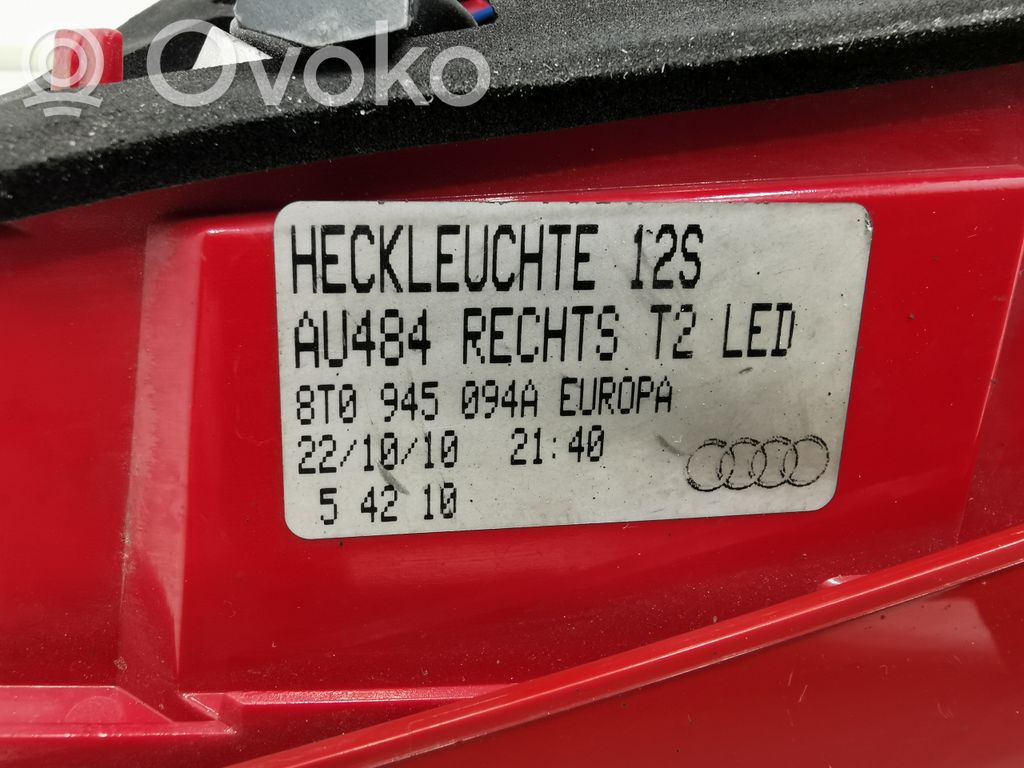 Ovoko
HECKLEUCHTE 12S
AU484 RECHTS T2 LED
8T0 945 094A EUROPA
22/10/10 21:40
5 42 10